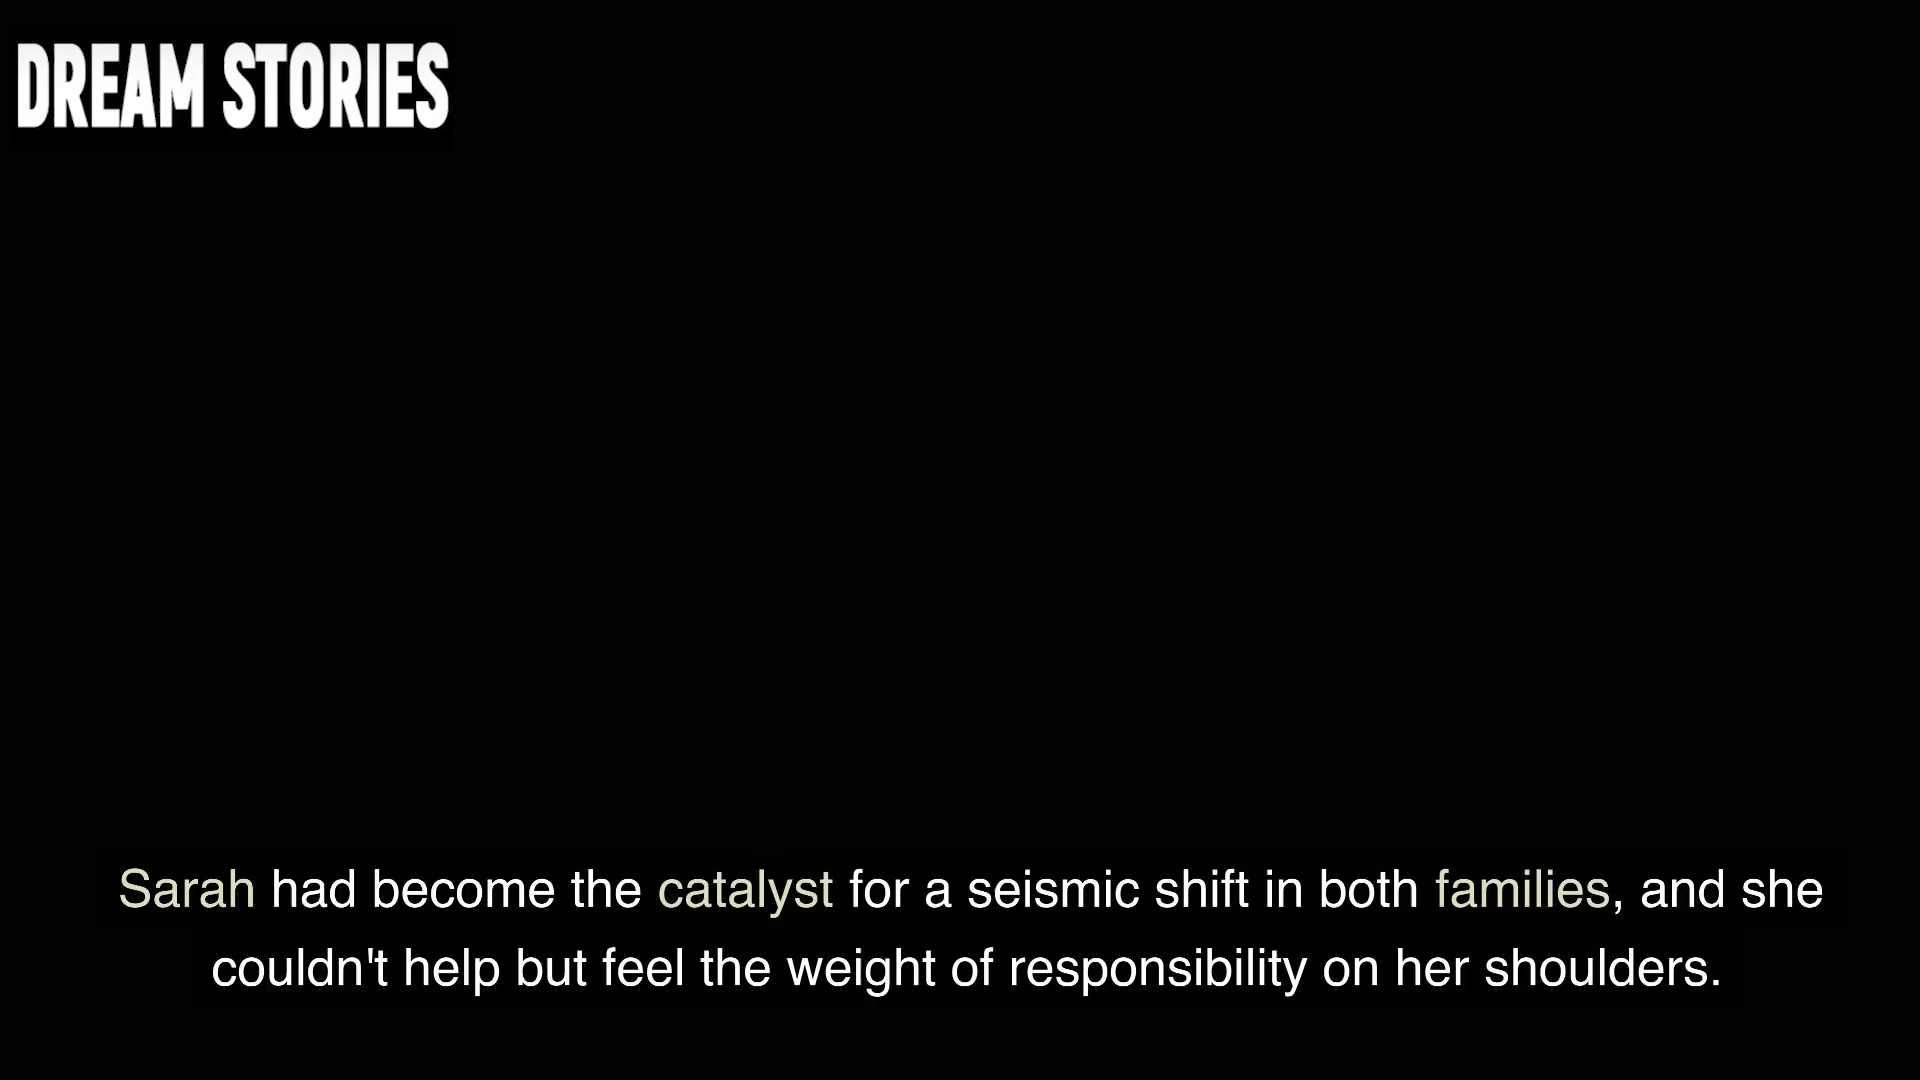 DREAM STORIES
Sarah had become the catalyst for a seismic shift in both families, and she
couldn't help but feel the weight of responsibility on her shoulders.